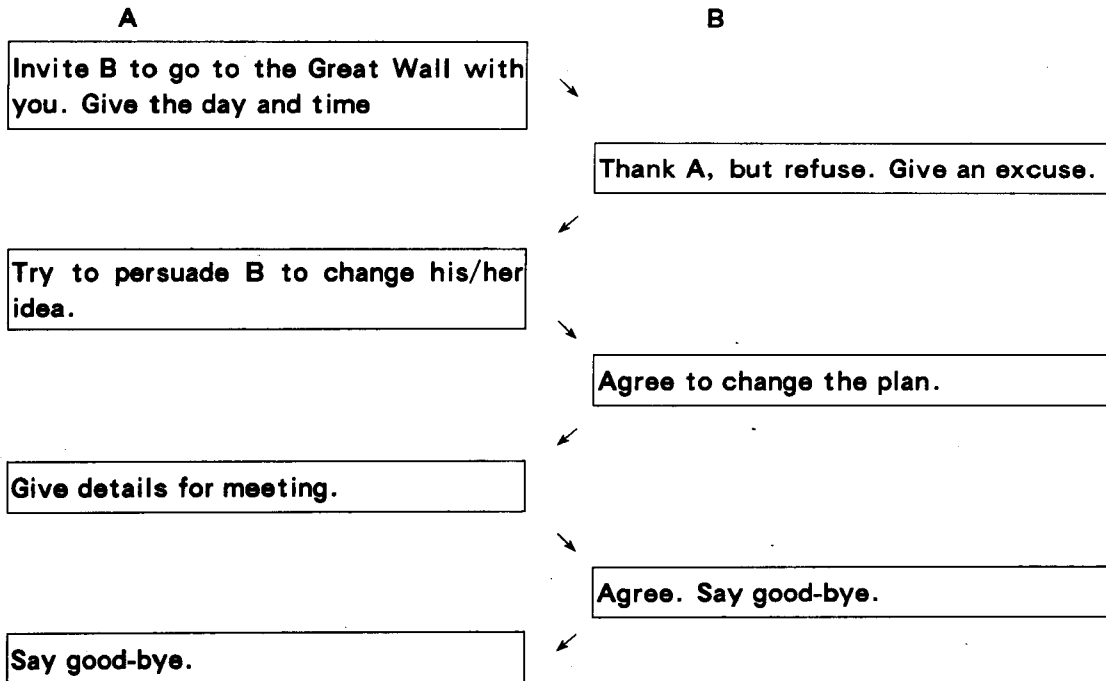 A B
Invite B to go to the Great Wall with
you. Give the day and time
Thank A, but refuse. Give an excuse.
Try to persuade B to change his/her
idea.
Agree to change the plan.
Give details for meeting.
Agree. Say good-bye.
Say good-bye.